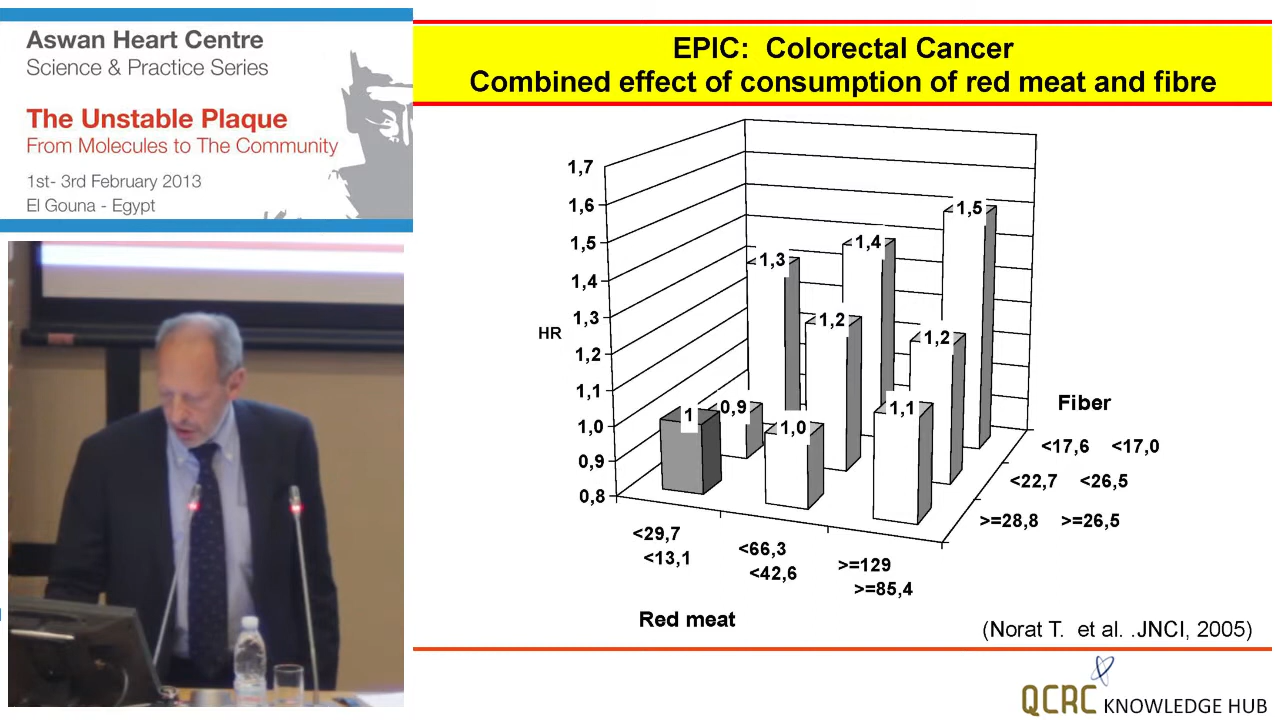 Aswan Heart Centre
Science & Practice Series
The Unstable Plaque
From Molecules to The Community
1st- 3rd February 2013
El Gouna - Egypt
EPIC: Colorectal Cancer
Combined effect of consumption of red meat and fibre
1,7
1,6
1,5
1,4
1,3
1,2
1,1
1,0
0,9
0,8
HR
1,3
1,4
1,5
0,9
1,2
1,2
1
1,0
1,1
Fiber
<17,6 <17,0
<22,7 <26,5
>=28,8 >=26,5
<29,7
<13,1
<66,3
<42,6
>=129
>=85,4
Red meat
(Norat T. et al. .JNCI, 2005)
QCRC KNOWLEDGE HUB